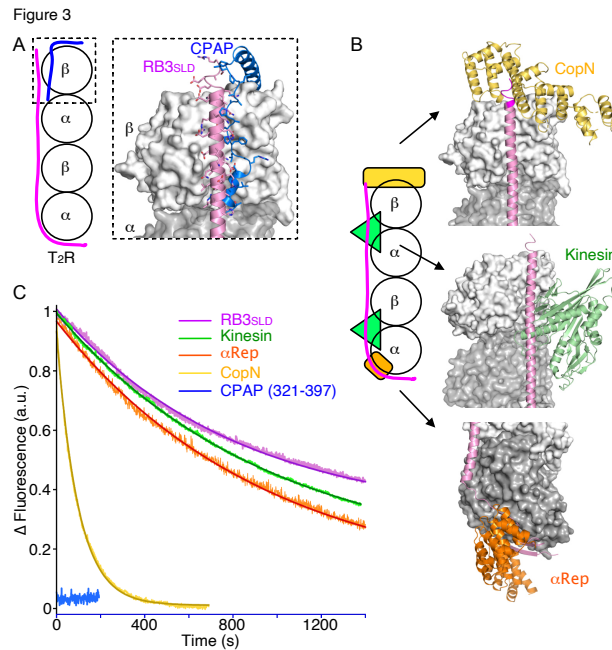 Figure 3
A
β
α
β
α
T2R
RB3SLD
CPAP
β
α
B
β
α
β
α
CopN
Kinesin
αRep
C
Δ Fluorescence (a.u.)
1
0.8
0.6
0.4
0.2
0
0
400
800
1200
Time (s)
RB3SLD
Kinesin
αRep
CopN
CPAP (321-397)